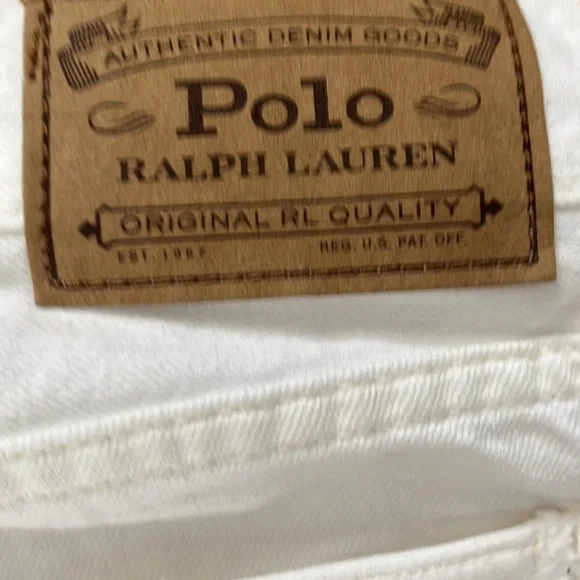 AUTHENTIC DENIM GOODS
Polo
RALPH LAUREN
ORIGINAL RL QUALITY
EST. 1967 REG. U.S. PAT. OFF.